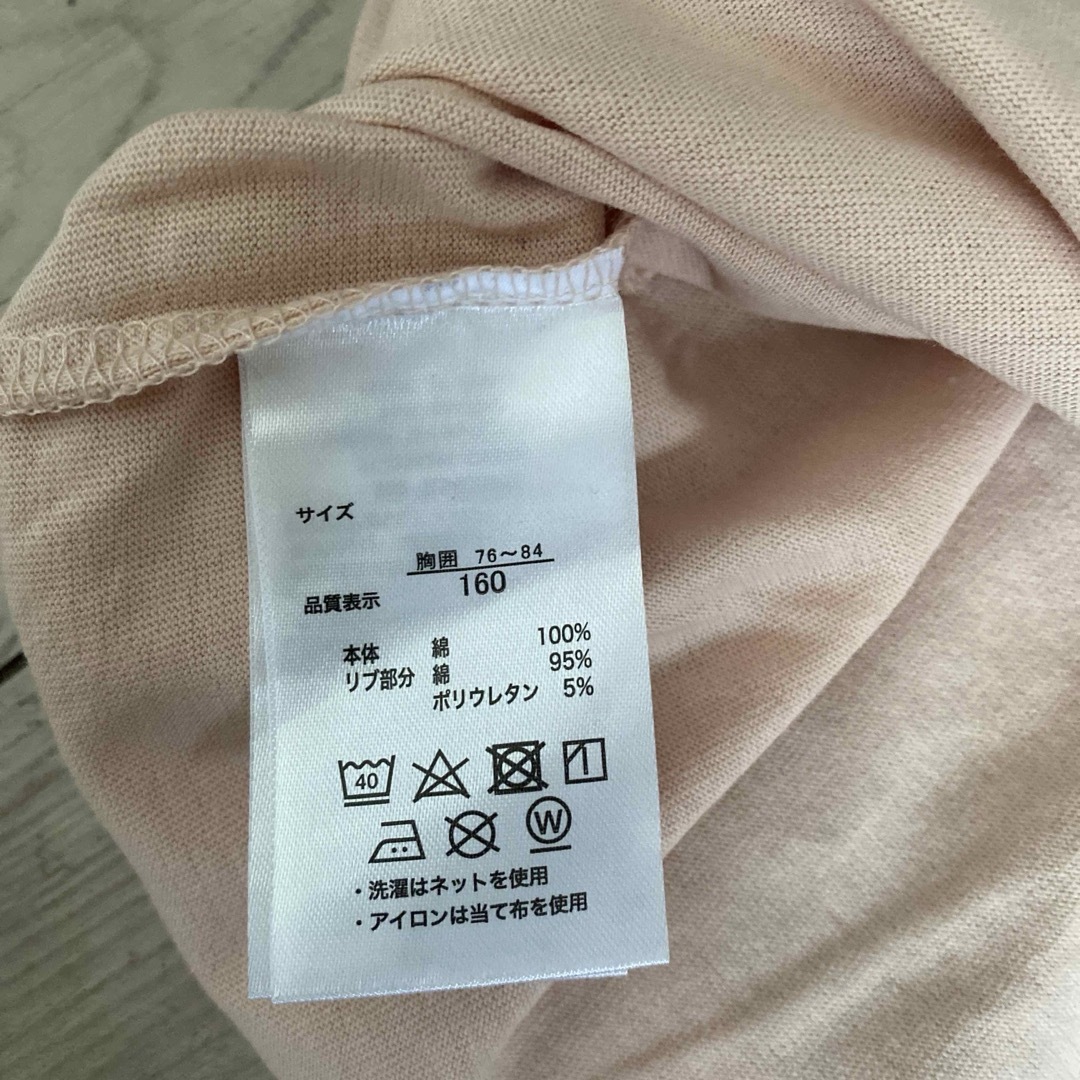 サイズ
胸囲 76〜84
160
品質表示
本体 綿 100%
リブ部分 綿 95%
ポリウレタン 5%
40
W
・洗濯はネットを使用
・アイロンは当て布を使用